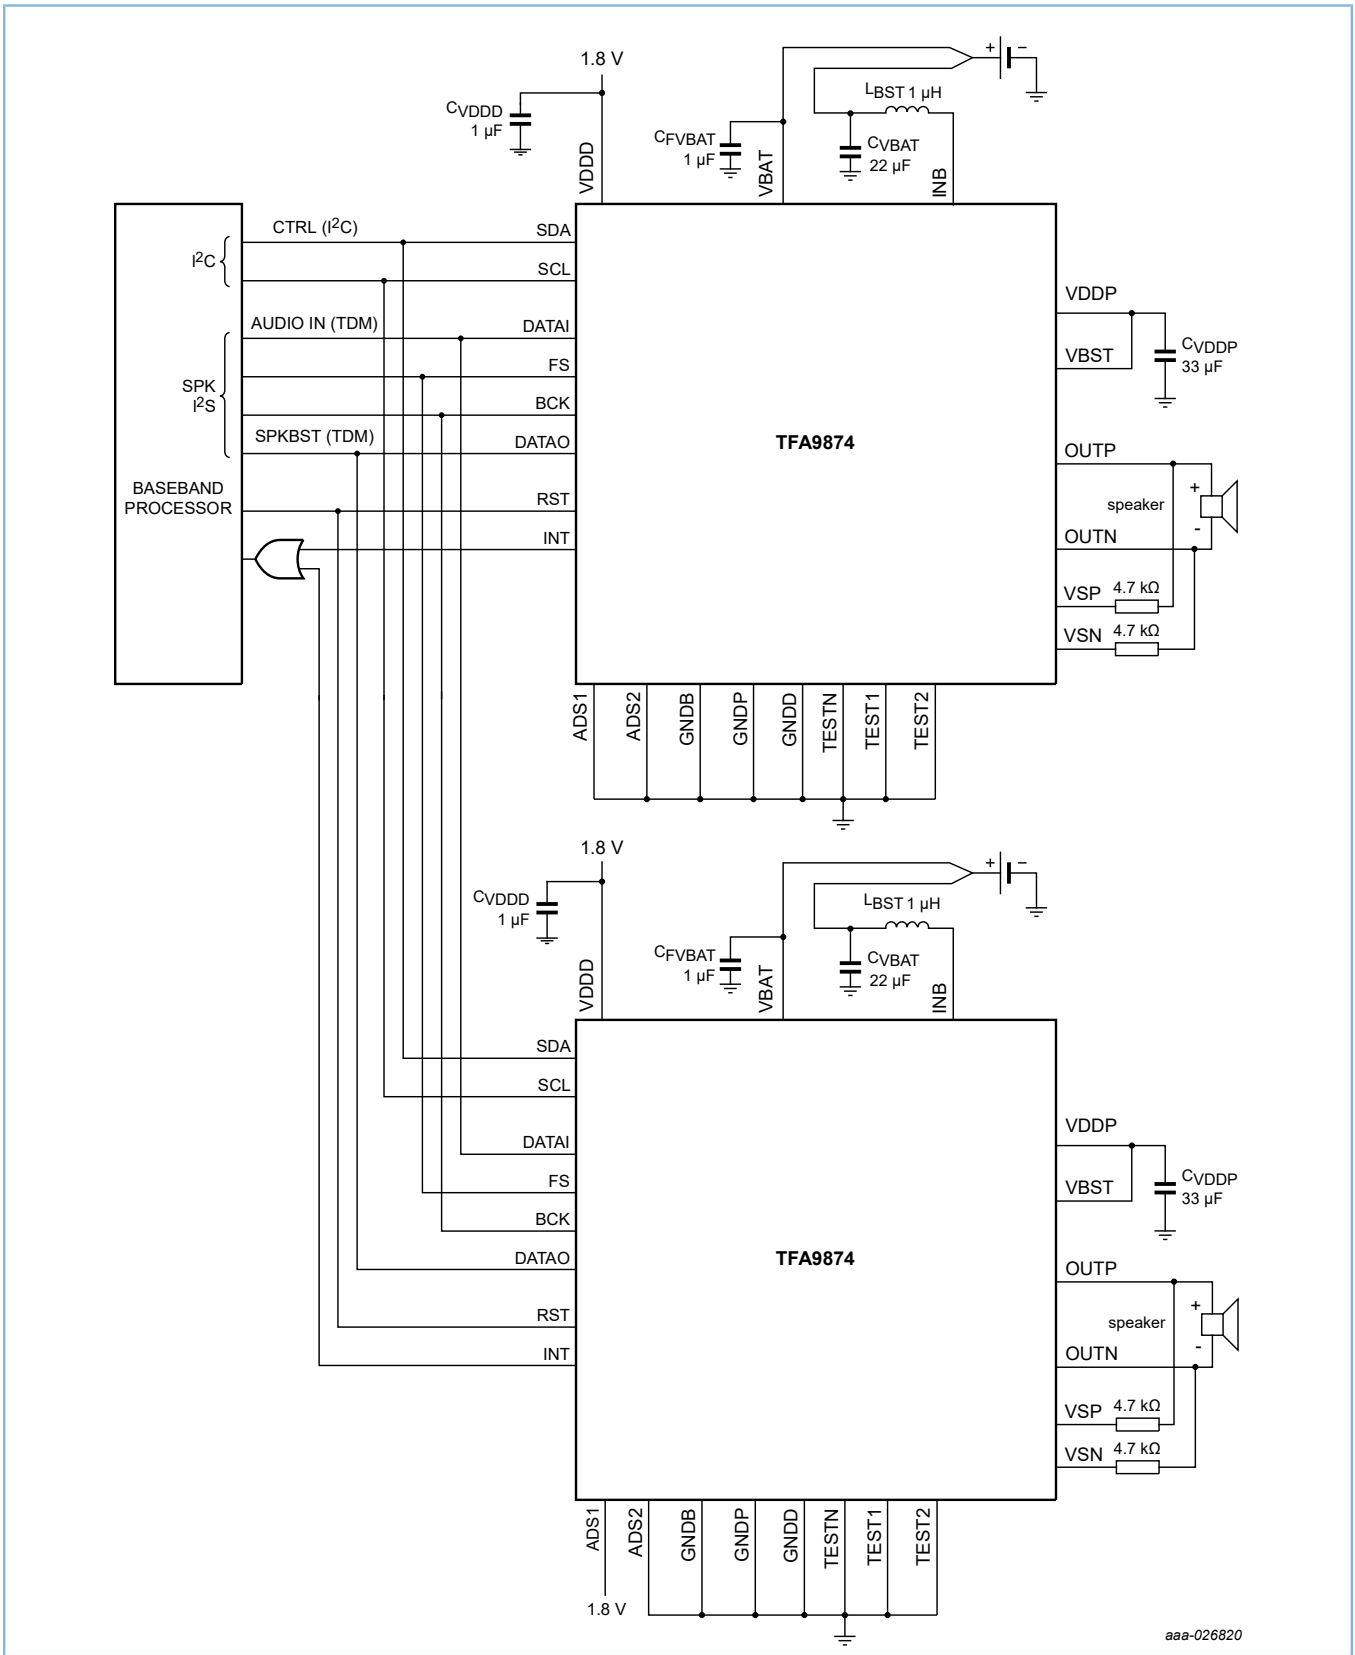 1.8 V
CVDDD
1 µF
VDDD
CFVBAT
1 µF
VBAT
+ −
LBST 1 µH
CVBAT
22 µF
INB
CTRL (I2C)
I2C
AUDIO IN (TDM)
SPK
I2S
SPKBST (TDM)
BASEBAND
PROCESSOR
SDA
SCL
DATAI
FS
BCK
DATAO
RST
INT
TFA9874
VDDP
VBST
CVDDP
33 µF
OUTP
speaker
+
-
OUTN
VSP
4.7 kΩ
VSN
4.7 kΩ
ADS1
ADS2
GNDB
GNDP
GNDD
TESTN
TEST1
TEST2
1.8 V
CVDDD
1 µF
VDDD
CFVBAT
1 µF
VBAT
+ −
LBST 1 µH
CVBAT
22 µF
INB
SDA
SCL
DATAI
FS
BCK
DATAO
RST
INT
TFA9874
VDDP
VBST
CVDDP
33 µF
OUTP
speaker
+
-
OUTN
VSP
4.7 kΩ
VSN
4.7 kΩ
ADS1
ADS2
GNDB
GNDP
GNDD
TESTN
TEST1
TEST2
1.8 V
aaa-026820